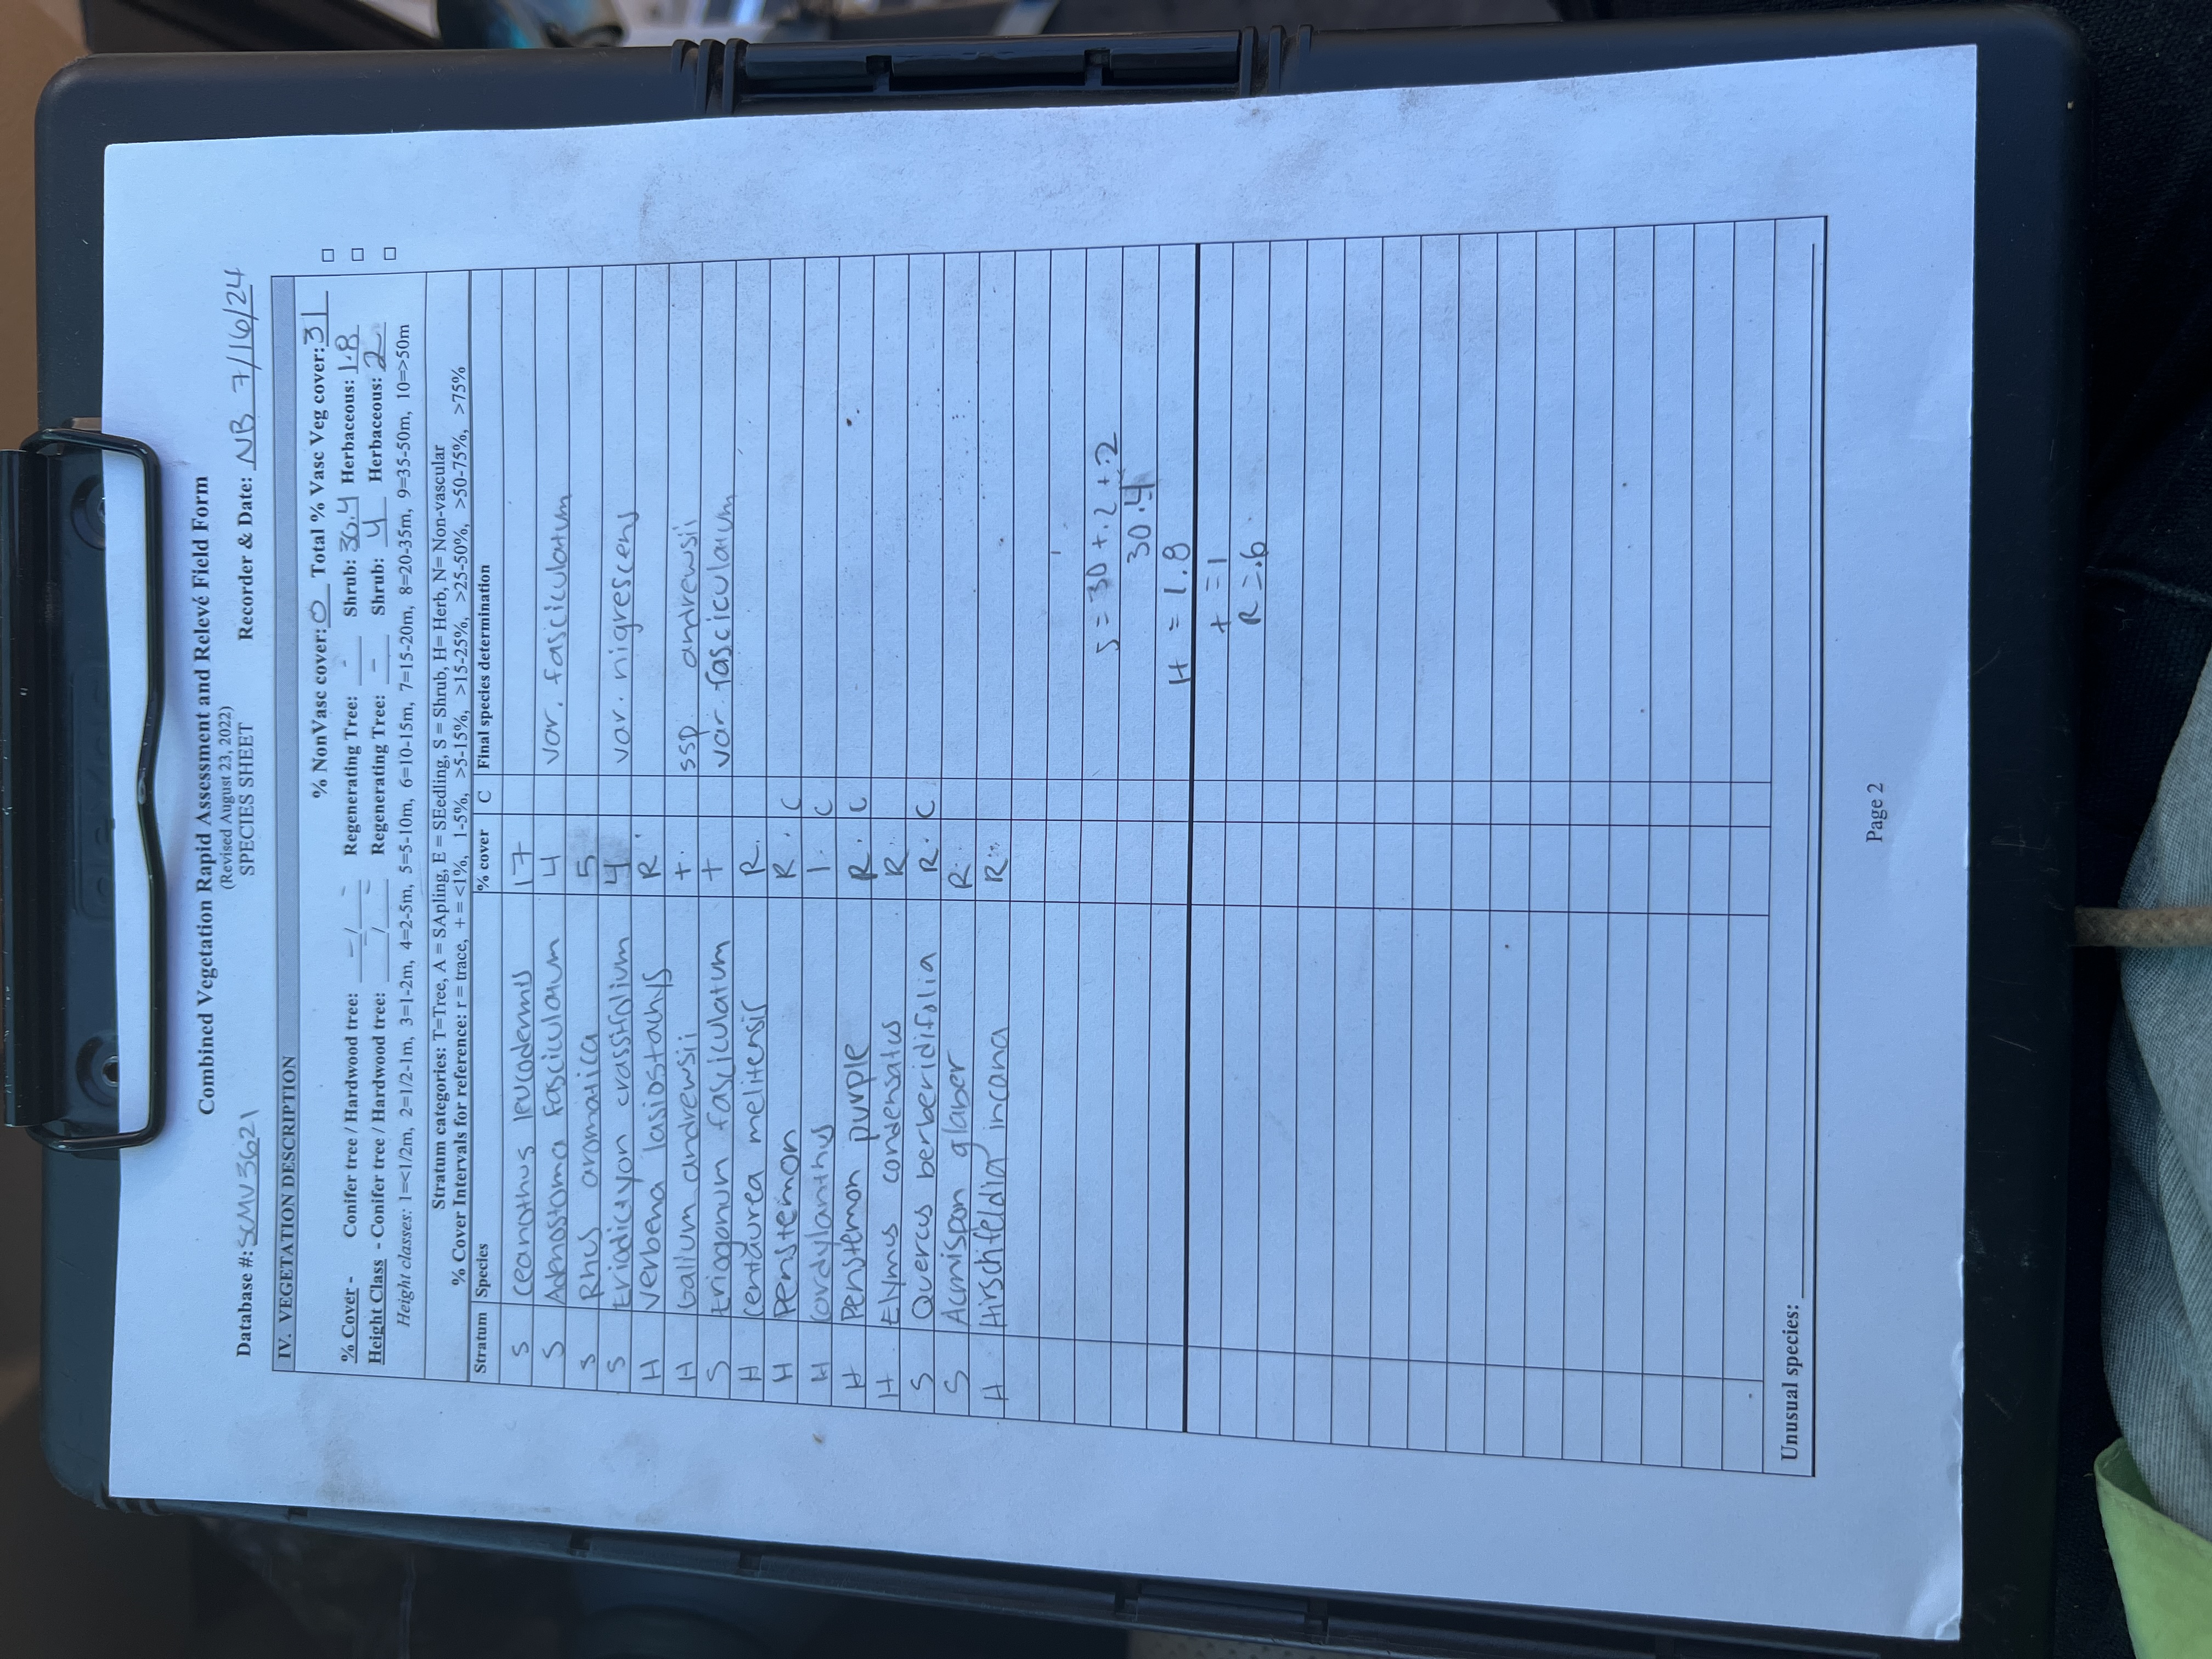 Combined Vegetation Rapid Assessment and Relevé Field Form
(Revised August 23, 2022)
SPECIES SHEET
Database #: SCMV3621 Recorder & Date: NB 7/16/24
IV. VEGETATION DESCRIPTION
% NonVasc cover: 0 Total % Vasc Veg cover: 31
% Cover - Conifer tree / Hardwood tree: - / - Regenerating Tree: - Shrub: 30.4 Herbaceous: 1.8
Height Class - Conifer tree / Hardwood tree: - / - Regenerating Tree: - Shrub: 4 Herbaceous: 2
Height classes: 1=<1/2m, 2=1/2-1m, 3=1-2m, 4=2-5m, 5=5-10m, 6=10-15m, 7=15-20m, 8=20-35m, 9=35-50m, 10=>50m
Stratum categories: T=Tree, A = SApling, E = SEedling, S = Shrub, H= Herb, N= Non-vascular
% Cover Intervals for reference: r = trace, + = <1%, 1-5%, >5-15%, >15-25%, >25-50%, >50-75%, >75%
Stratum Species % cover C Final species determination
S Ceanothus leucodermis 17
S Adenostoma fasciculatum 4 var. fasciculatum
S Rhus aromatica 5
S Eriodictyon crassifolium 4 var. nigrescens
H Verbena lasiostachys R
H Galium andrewsii + ssp andrewsii
S Eriogonum fasciculatum + var. fasciculatum
H Centaurea melitensis R
H Penstemon R C
H Cordylanthus 1 C
H Penstemon purple R C
H Elymus condensatus R
S Quercus berberidifolia R C
S Acmispon glaber R
H Hirschfeldia incana R
S = 30 + .2 + .2
30.4
H = 1.8
+ = 1
R = .6
Unusual species:
Page 2